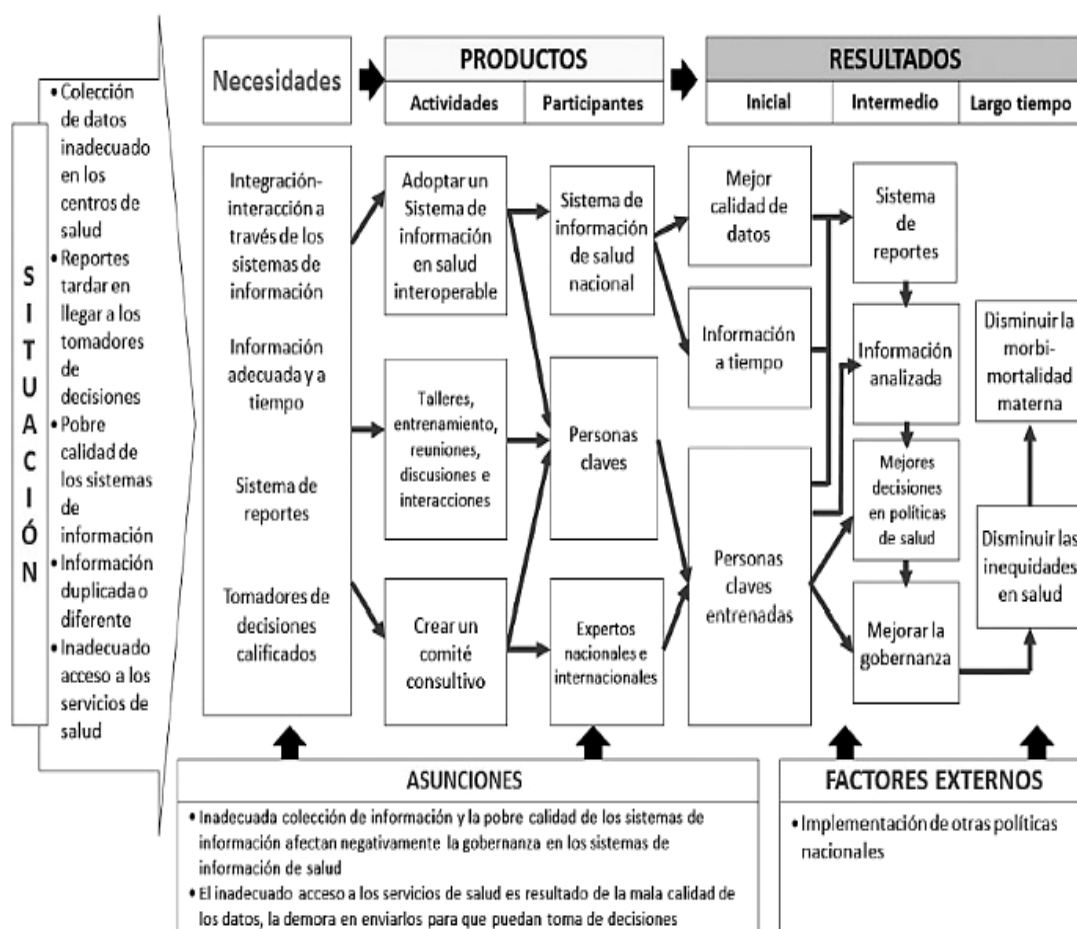 SITUACIÓN
• Colección
de datos
inadecuado
en los
centros de
salud
• Reportes
tardar en
llegar a los
tomadores
de
decisiones
• Pobre
calidad de
los sistemas
de
información
• Información
duplicada o
diferente
• Inadecuado
acceso a los
servicios de
salud
Necesidades
PRODUCTOS
Actividades
Participantes
RESULTADOS
Inicial
Intermedio
Largo tiempo
Integración-
interacción a
través de los
sistemas de
información
Información
adecuada y a
tiempo
Sistema de
reportes
Tomadores de
decisiones
calificados
Adoptar un
Sistema de
información
en salud
interoperable
Talleres,
entrenamiento,
reuniones,
discusiones e
interacciones
Crear un
comité
consultivo
Sistema de
información
de salud
nacional
Personas
claves
Expertos
nacionales e
internacionales
Mejor
calidad de
datos
Información
a tiempo
Personas
claves
entrenadas
Sistema
de
reportes
Información
analizada
Mejores
decisiones
en políticas
de salud
Mejorar la
gobernanza
Disminuir la
morbi-
mortalidad
materna
Disminuir las
inequidades
en salud
ASUNCIONES
• Inadecuada colección de información y la pobre calidad de los sistemas de
información afectan negativamente la gobernanza en los sistemas de
información de salud
• El inadecuado acceso a los servicios de salud es resultado de la mala calidad de
los datos, la demora en enviarlos para que puedan toma de decisiones
FACTORES EXTERNOS
• Implementación de otras políticas
nacionales